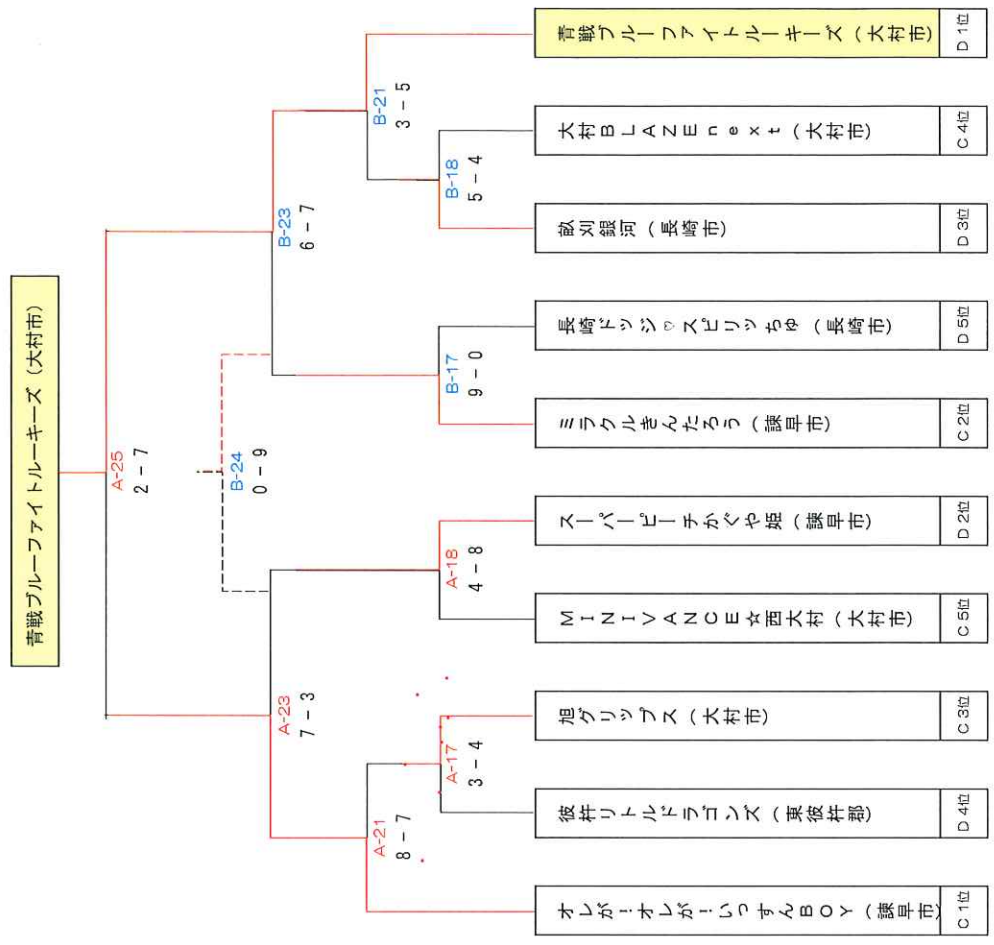 青戦ブルーファイトルーキーズ (大村市)
A-25
2 - 7
B-24
0 - 9
A-23
7 - 3
B-23
6 - 7
A-21
8 - 7
B-21
3 - 5
A-17
3 - 4
A-18
4 - 8
B-17
9 - 0
B-18
5 - 4
オレが!オレが!いっすんBOY (諫早市)
C 1位
彼杵リトルドラゴンズ (東彼杵郡)
D 4位
旭グリップス (大村市)
C 3位
MINIVANCE☆西大村 (大村市)
C 5位
スーパーピーチかぐや姫 (諫早市)
D 2位
ミラクルきんたろう (諫早市)
C 2位
長崎ドッジ♡スピリッツちゅ (長崎市)
D 5位
畝刈銀河 (長崎市)
D 3位
大村BLAZEnext (大村市)
C 4位
青戦ブルーファイトルーキーズ (大村市)
D 1位